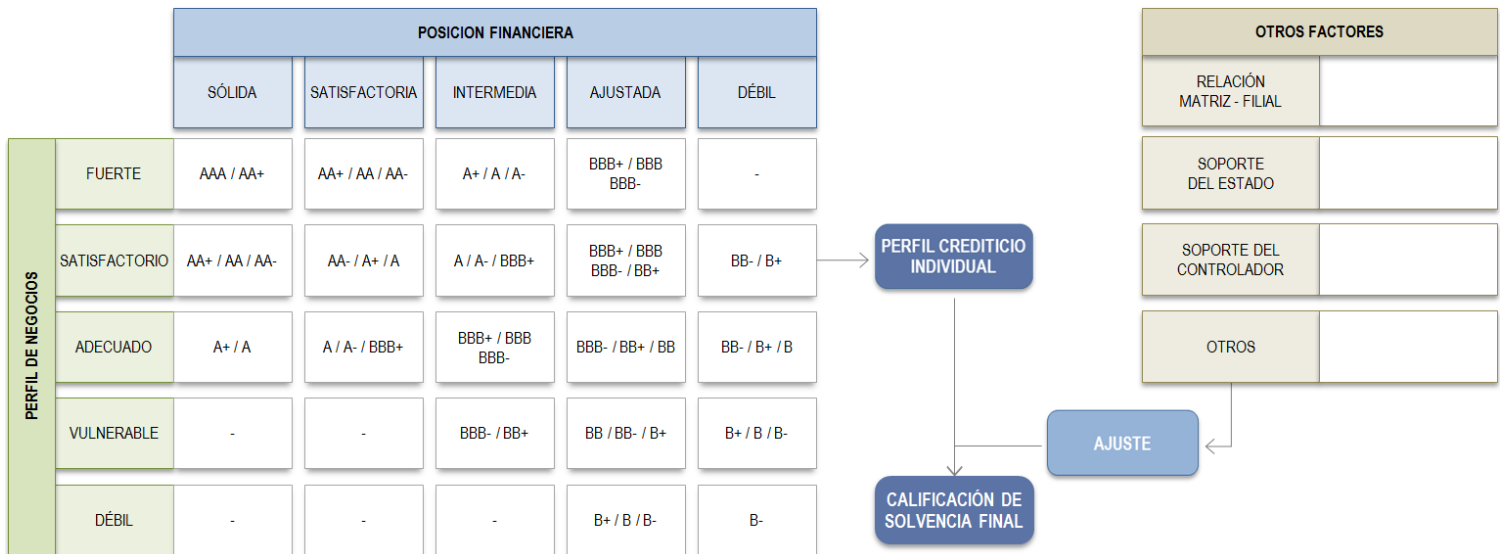 POSICION FINANCIERA
SÓLIDA
SATISFACTORIA
INTERMEDIA
AJUSTADA
DÉBIL
PERFIL DE NEGOCIOS
FUERTE
AAA / AA+
AA+ / AA / AA-
A+ / A / A-
BBB+ / BBB
BBB-
-
SATISFACTORIO
AA+ / AA / AA-
AA- / A+ / A
A / A- / BBB+
BBB+ / BBB
BBB- / BB+
BB- / B+
ADECUADO
A+ / A
A / A- / BBB+
BBB+ / BBB
BBB-
BBB- / BB+ / BB
BB- / B+ / B
VULNERABLE
-
-
BBB- / BB+
BB / BB- / B+
B+ / B / B-
DÉBIL
-
-
-
B+ / B / B-
B-
PERFIL CREDITICIO
INDIVIDUAL
CALIFICACIÓN DE
SOLVENCIA FINAL
AJUSTE
OTROS FACTORES
RELACIÓN
MATRIZ - FILIAL
SOPORTE
DEL ESTADO
SOPORTE DEL
CONTROLADOR
OTROS